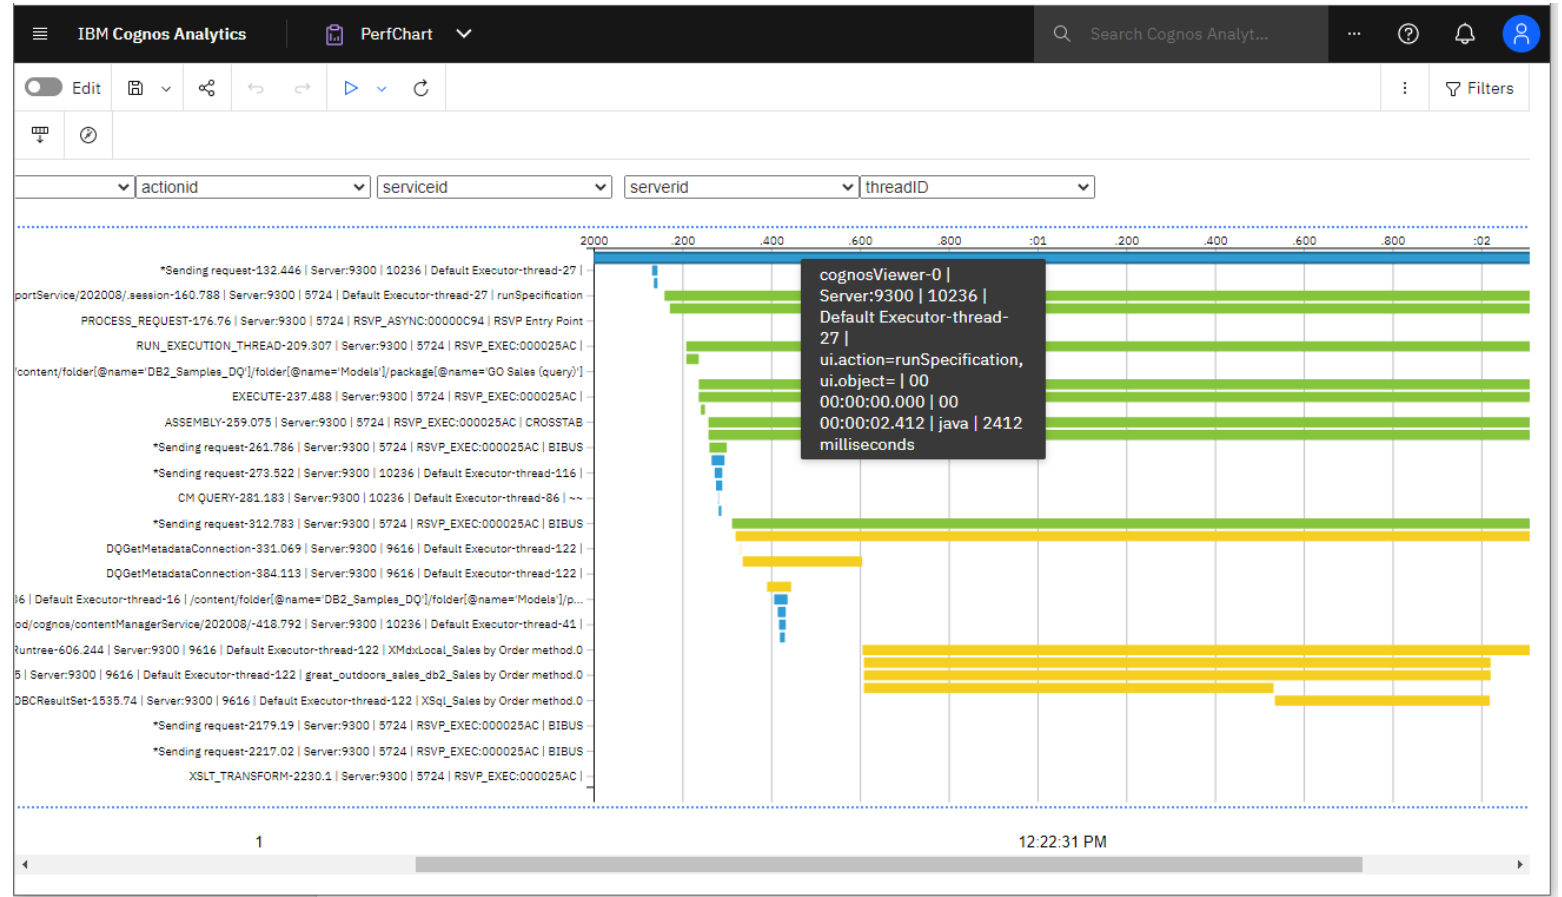 IBM Cognos Analytics
PerfChart
Search Cognos Analyt...
Edit
Filters
actionid
serviceid
serverid
threadID
2000 .200 .400 .600 .800 :01 .200 .400 .600 .800 :02
*Sending request-132.446 | Server:9300 | 10236 | Default Executor-thread-27 |
portService/202008/.session-160.788 | Server:9300 | 5724 | Default Executor-thread-27 | runSpecification
PROCESS_REQUEST-176.76 | Server:9300 | 5724 | RSVP_ASYNC:00000C94 | RSVP Entry Point
RUN_EXECUTION_THREAD-209.307 | Server:9300 | 5724 | RSVP_EXEC:000025AC |
'content/folder[@name='DB2_Samples_DQ']/folder[@name='Models']/package[@name='GO Sales (query)']
EXECUTE-237.488 | Server:9300 | 5724 | RSVP_EXEC:000025AC |
ASSEMBLY-259.075 | Server:9300 | 5724 | RSVP_EXEC:000025AC | CROSSTAB
*Sending request-261.786 | Server:9300 | 5724 | RSVP_EXEC:000025AC | BIBUS
*Sending request-273.522 | Server:9300 | 10236 | Default Executor-thread-116 |
CM QUERY-281.183 | Server:9300 | 10236 | Default Executor-thread-86 | ~~
*Sending request-312.783 | Server:9300 | 5724 | RSVP_EXEC:000025AC | BIBUS
DQGetMetadataConnection-331.069 | Server:9300 | 9616 | Default Executor-thread-122 |
DQGetMetadataConnection-384.113 | Server:9300 | 9616 | Default Executor-thread-122 |
36 | Default Executor-thread-16 | /content/folder[@name='DB2_Samples_DQ']/folder[@name='Models']/p...
od/cognos/contentManagerService/202008/-418.792 | Server:9300 | 10236 | Default Executor-thread-41 |
Runtree-606.244 | Server:9300 | 9616 | Default Executor-thread-122 | XMdxLocal_Sales by Order method.0
5 | Server:9300 | 9616 | Default Executor-thread-122 | great_outdoors_sales_db2_Sales by Order method.0
DBCResultSet-1535.74 | Server:9300 | 9616 | Default Executor-thread-122 | XSql_Sales by Order method.0
*Sending request-2179.19 | Server:9300 | 5724 | RSVP_EXEC:000025AC | BIBUS
*Sending request-2217.02 | Server:9300 | 5724 | RSVP_EXEC:000025AC | BIBUS
XSLT_TRANSFORM-2230.1 | Server:9300 | 5724 | RSVP_EXEC:000025AC |
cognosViewer-0 |
Server:9300 | 10236 |
Default Executor-thread-
27 |
ui.action=runSpecification,
ui.object= | 00
00:00:00.000 | 00
00:00:02.412 | java | 2412
milliseconds
1
12:22:31 PM